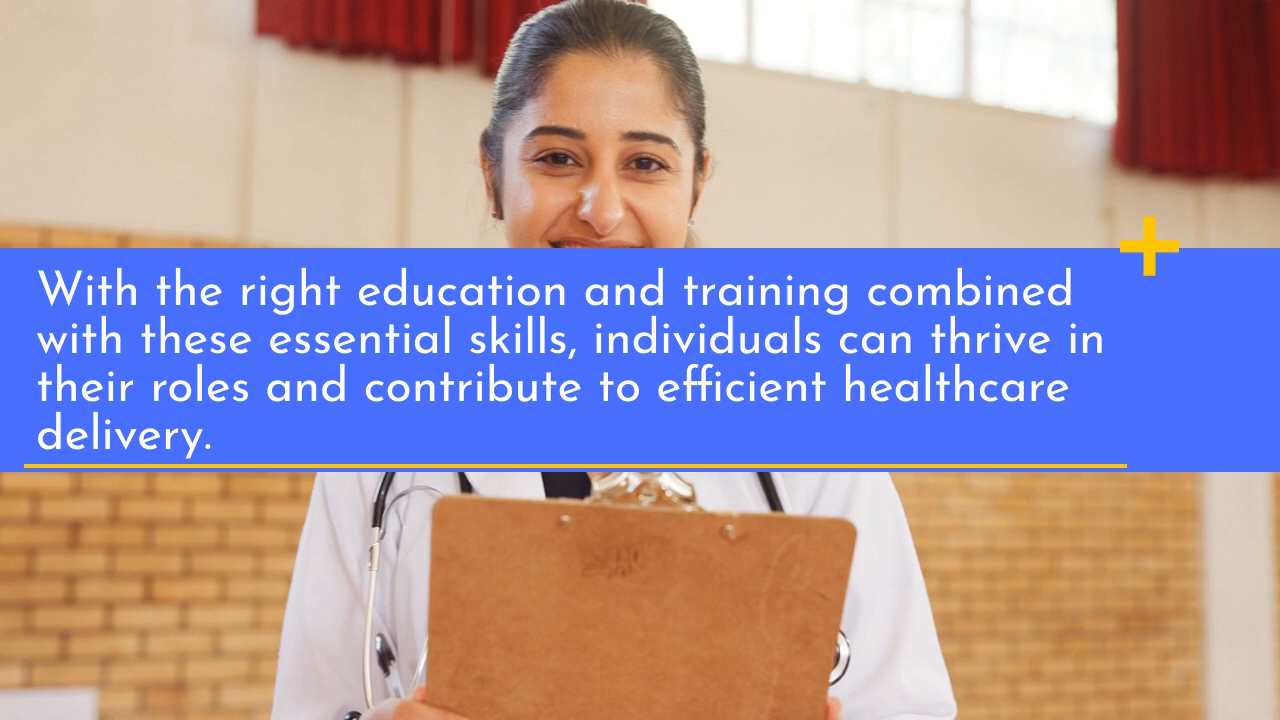 With the right education and training combined
with these essential skills, individuals can thrive in
their roles and contribute to efficient healthcare
delivery.